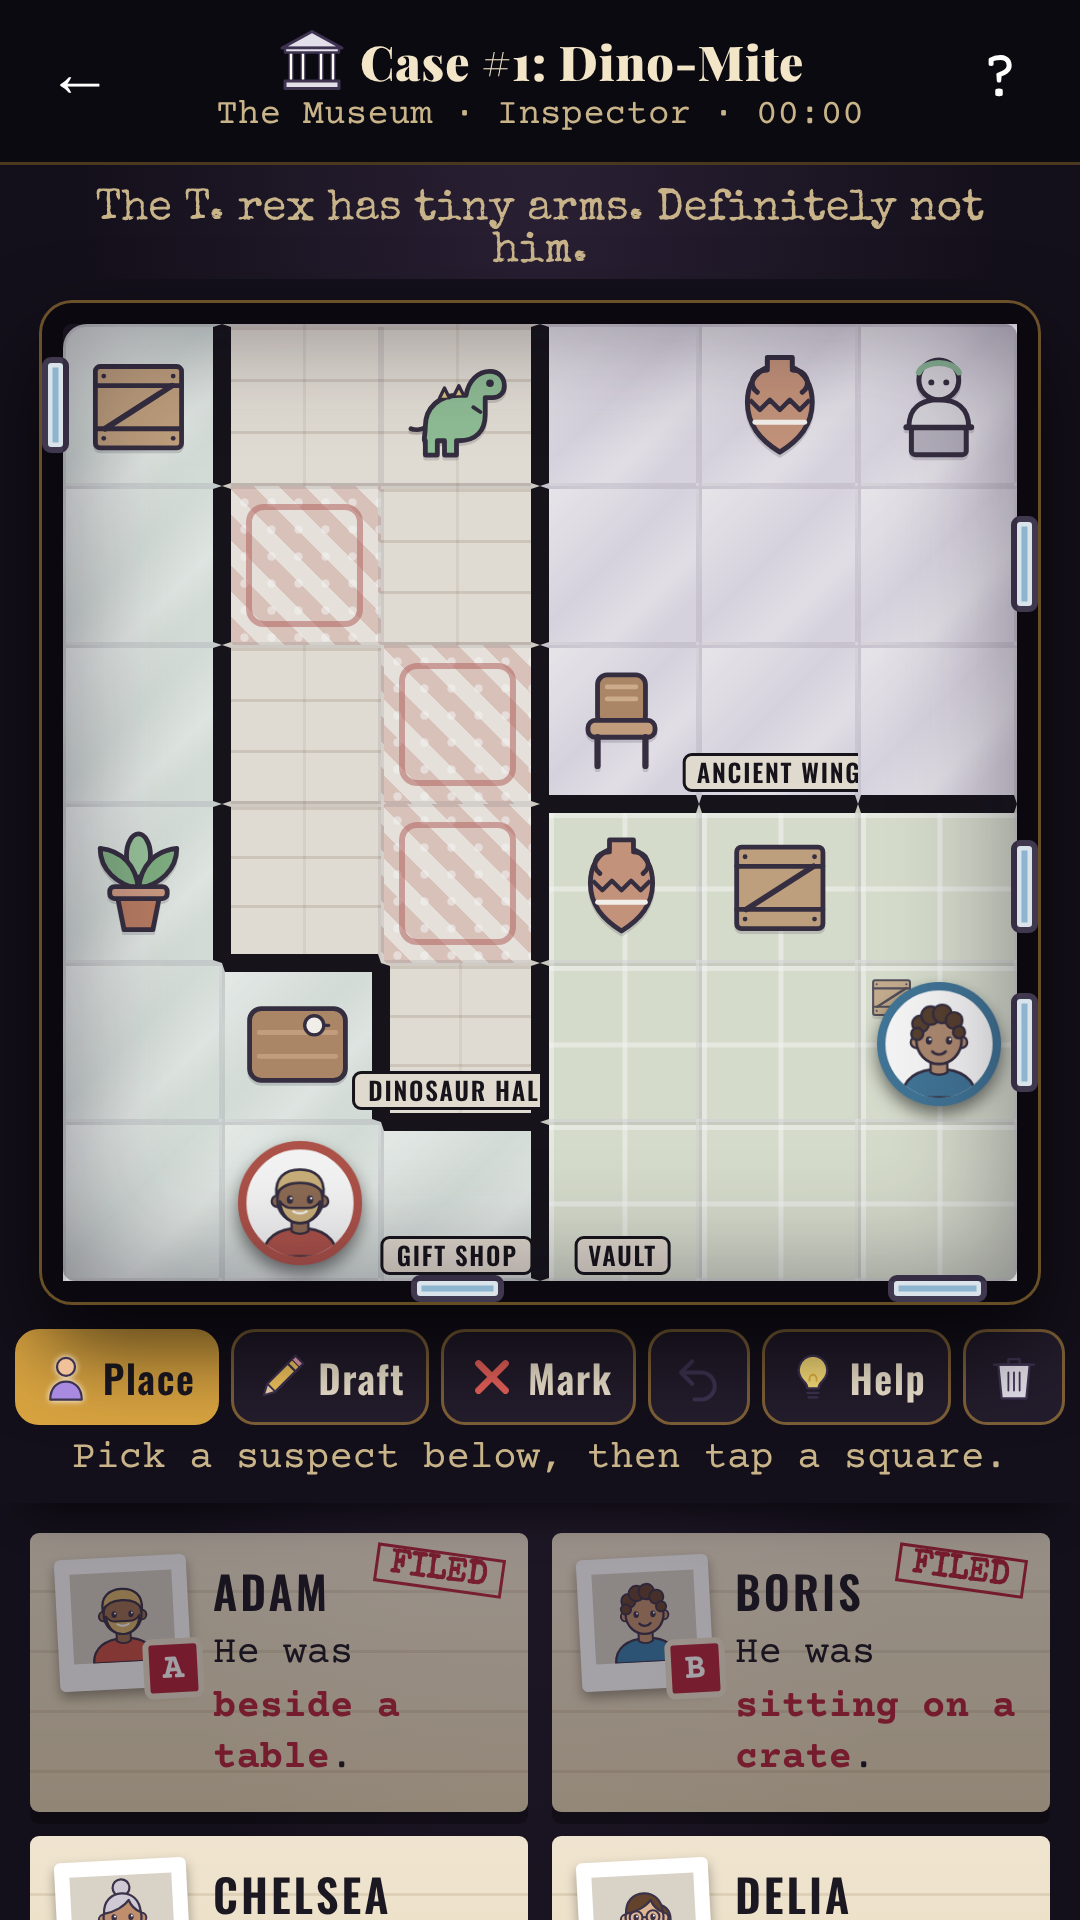 Case #1: Dino-Mite
The Museum · Inspector · 00:00
?
The T. rex has tiny arms. Definitely not
him.
ANCIENT WING
DINOSAUR HAL
GIFT SHOP
VAULT
Place
Draft
Mark
Help
Pick a suspect below, then tap a square.
FILED
ADAM
A
He was
beside a
table.
FILED
BORIS
B
He was
sitting on a
crate.
CHELSEA
DELIA